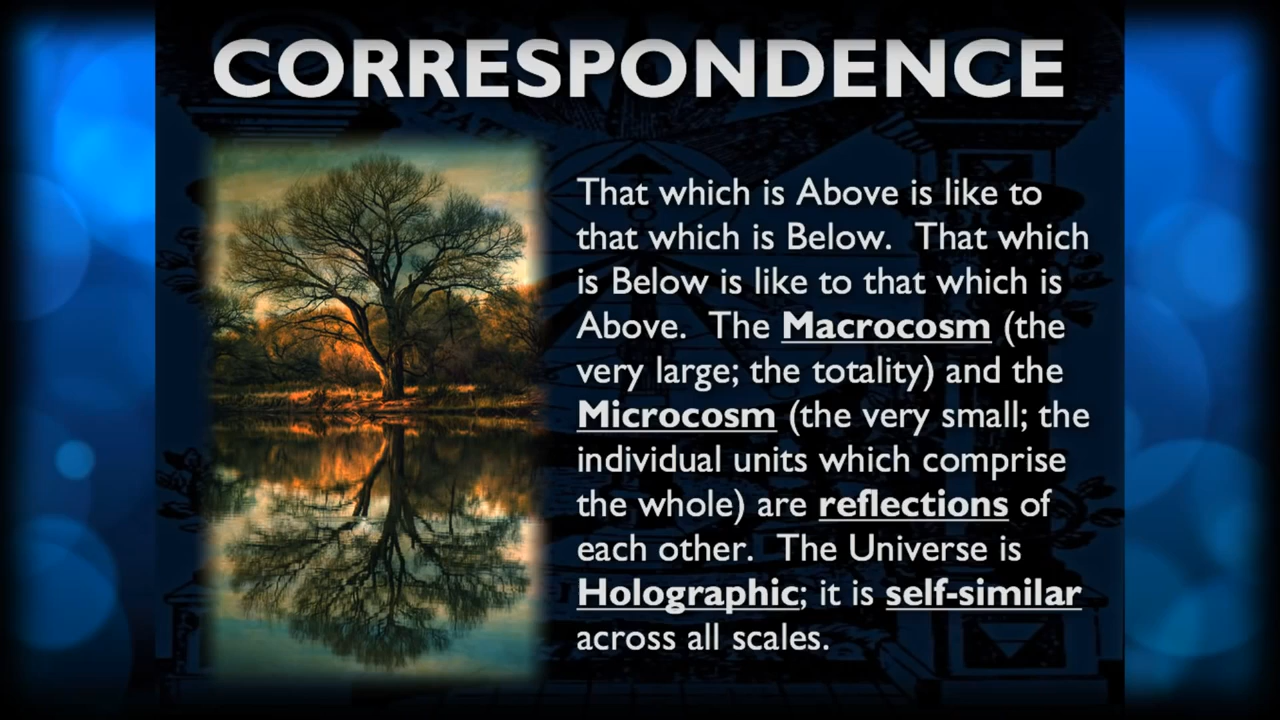 CORRESPONDENCE
That which is Above is like to
that which is Below. That which
is Below is like to that which is
Above. The Macrocosm (the
very large; the totality) and the
Microcosm (the very small; the
individual units which comprise
the whole) are reflections of
each other. The Universe is
Holographic; it is self-similar
across all scales.